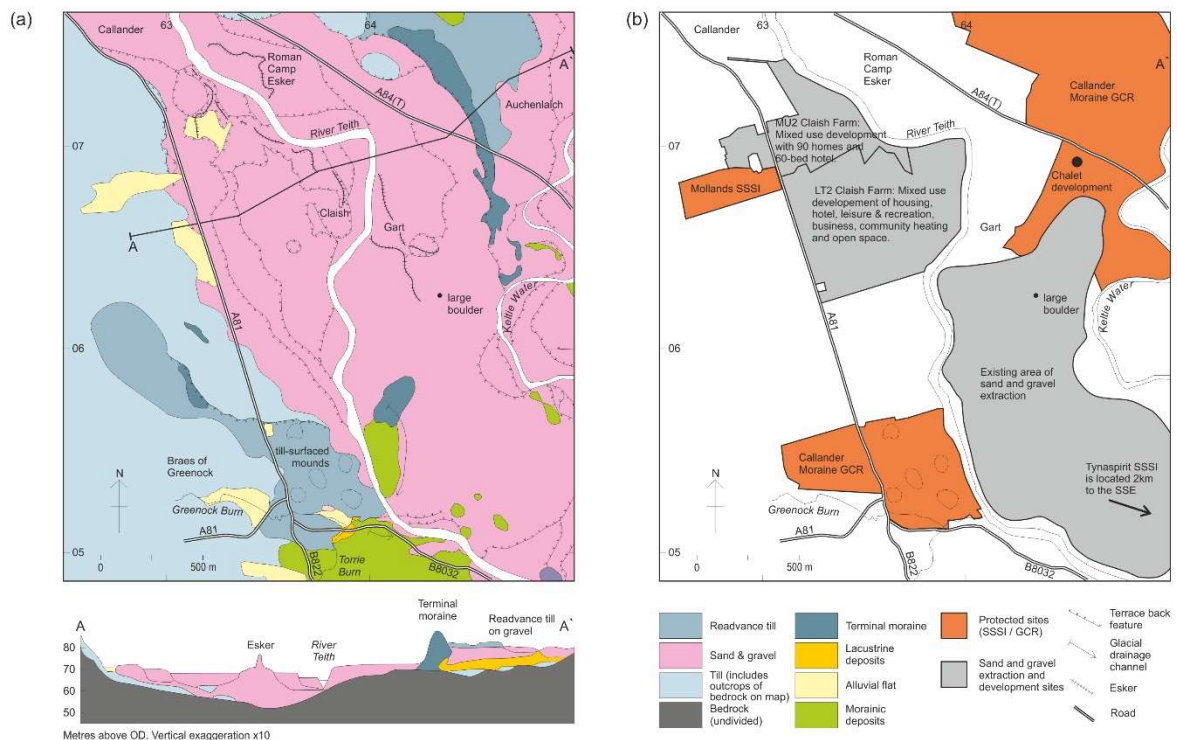 (a)
63
64
Callander
Roman
Camp
Esker
A84(T)
A`
Auchenlaich
River Teith
07
Claish
Gart
A
large
boulder
Keltie Water
A81
06
till-surfaced
mounds
Braes of
Greenock
N
Greenock Burn
A81
05
0
500 m
B822
Torrie
Burn
B8032
(b)
63
64
Callander
Roman
Camp
Esker
A84(T)
A`
Callander
Moraine GCR
River Teith
MU2 Claish Farm:
Mixed use development
with 90 homes and
60-bed hotel.
07
Mollands SSSI
Chalet
development
LT2 Claish Farm: Mixed use
developement of housing,
hotel, leisure & recreation,
business, community heating
and open space.
Gart
large
boulder
Keltie Water
A81
06
Existing area of
sand and gravel
extraction
Callander
Moraine GCR
Tynaspirit SSSI
is located 2km
to the SSE
N
Greenock Burn
A81
05
0
500 m
B822
B8032
A
A`
Terminal
moraine
Readvance till
on gravel
Esker
River
Teith
80
70
60
50
Metres above OD. Vertical exaggeration x10
Readvance till
Sand & gravel
Till (includes
outcrops of
bedrock on map)
Bedrock
(undivided)
Terminal moraine
Lacustrine
deposits
Alluvial flat
Morainic
deposits
Protected sites
(SSSI / GCR)
Sand and gravel
extraction and
development sites
Terrace back
feature
Glacial
drainage
channel
Esker
Road